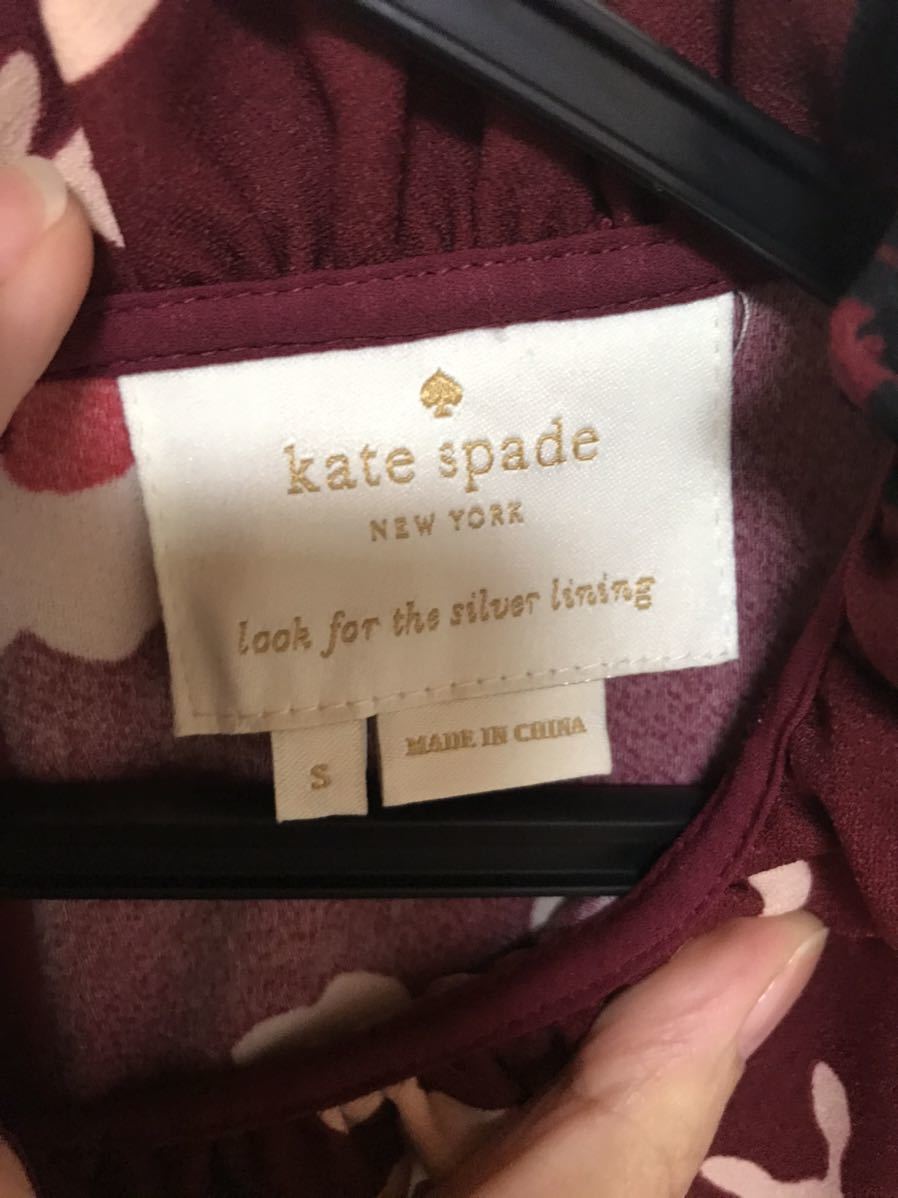 kate spade
NEW YORK
look for the silver lining
S
MADE IN CHINA